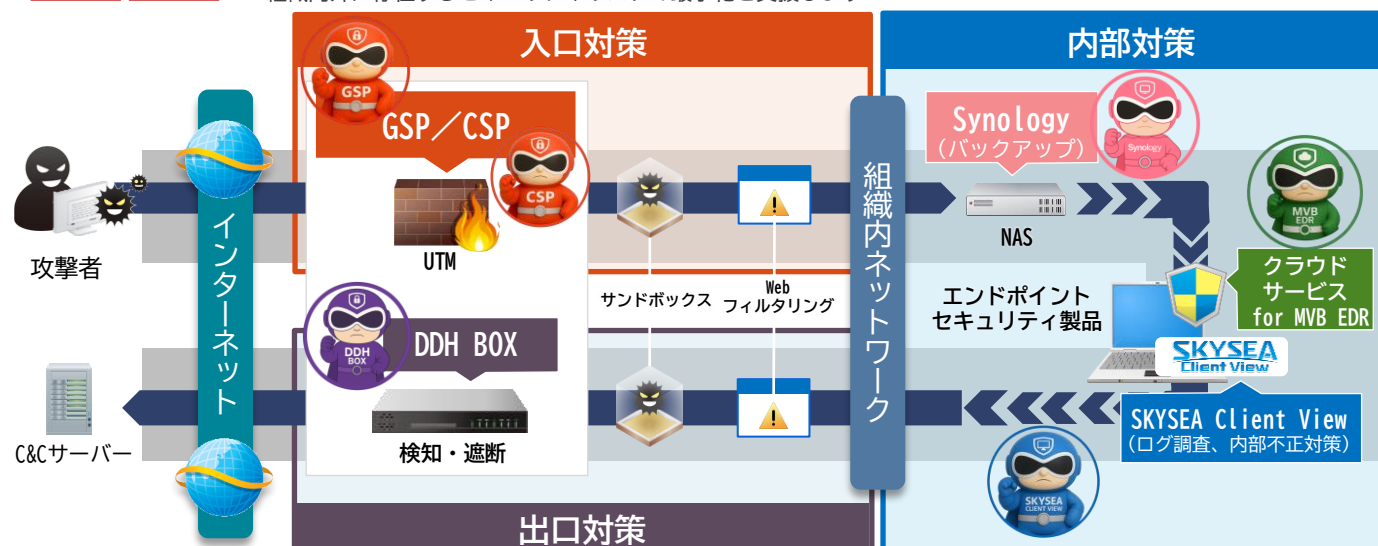 入口対策
内部対策
GSP
GSP／CSP
CSP
UTM
Synology
（バックアップ）
Synology
NAS
MVB
EDR
クラウド
サービス
for MVB EDR
攻撃者
インターネット
サンドボックス
Web
フィルタリング
組織内ネットワーク
エンドポイント
セキュリティ製品
SKYSEA
Client View
SKYSEA Client View
（ログ調査、内部不正対策）
SKYSEA
CLIENT VIEW
DDH
BOX
DDH BOX
検知・遮断
C&Cサーバー
出口対策